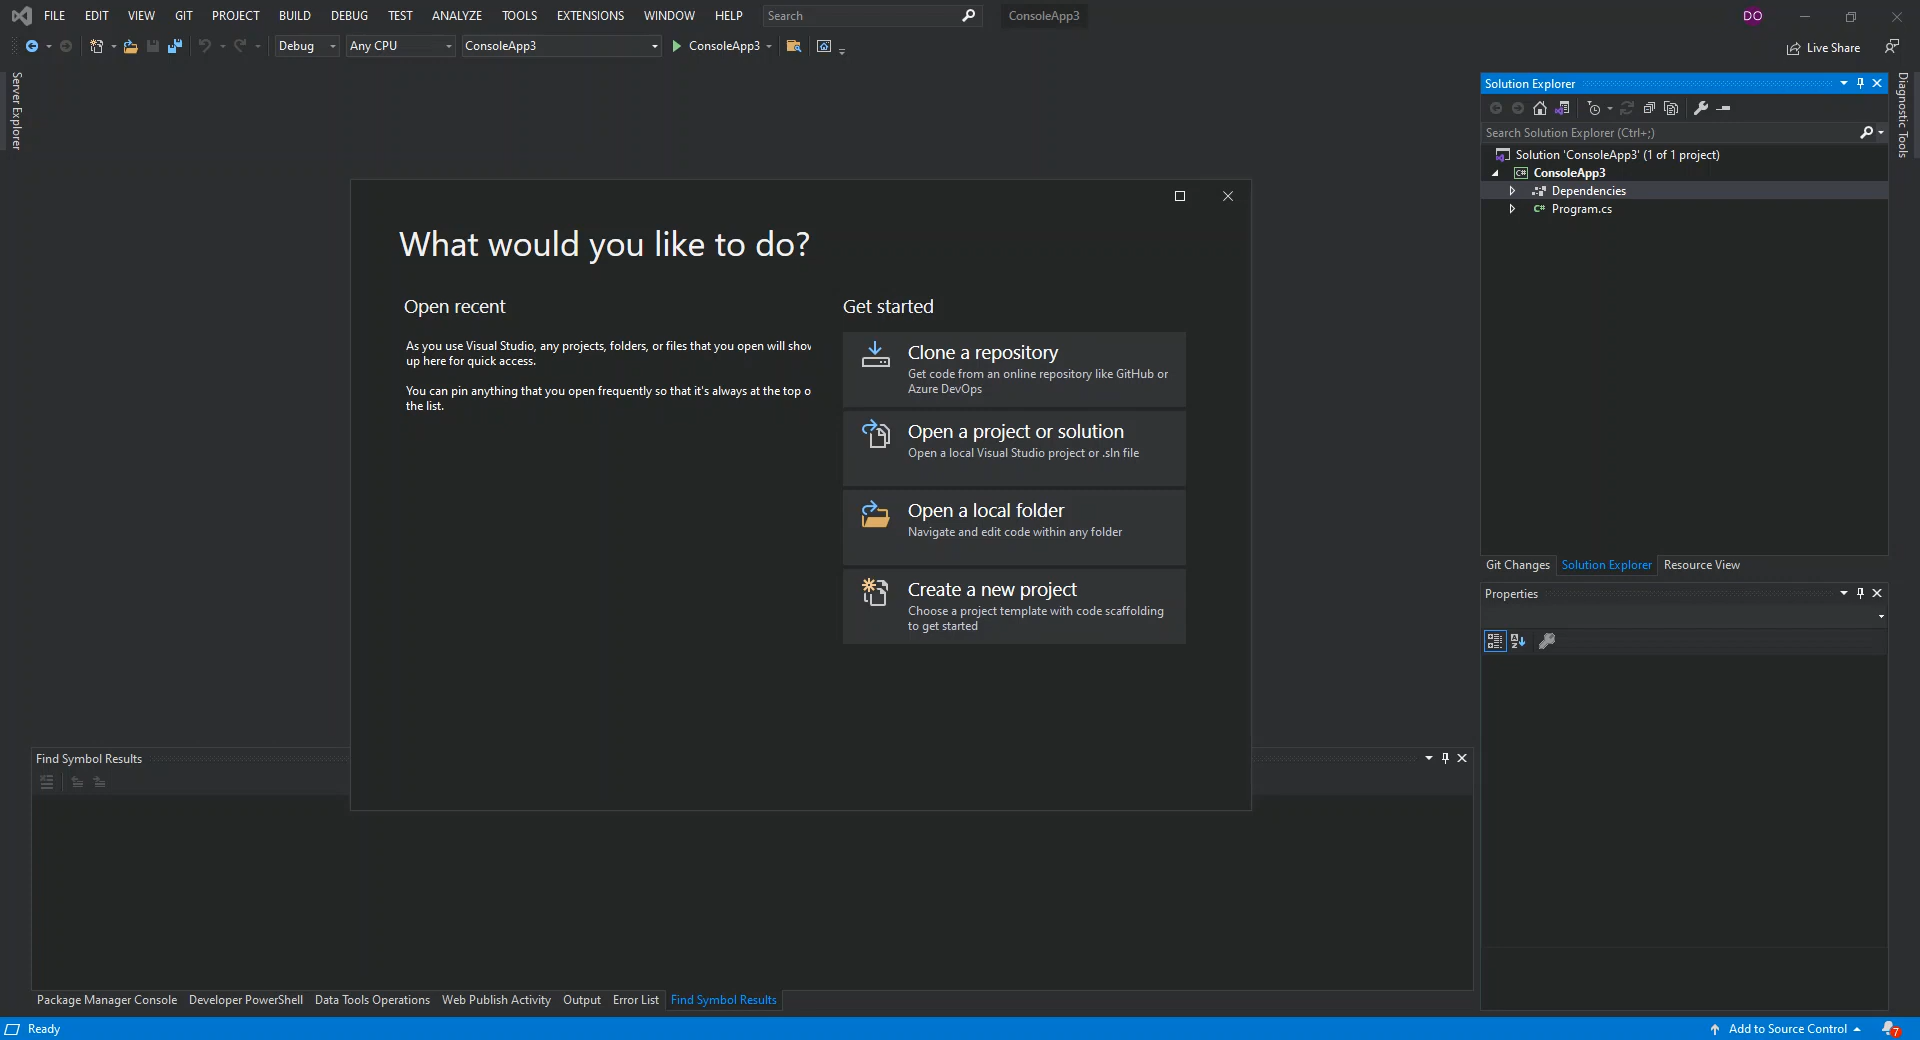 FILE EDIT VIEW GIT PROJECT BUILD DEBUG TEST ANALYZE TOOLS EXTENSIONS WINDOW HELP Search ConsoleApp3 DO
Debug Any CPU ConsoleApp3 ConsoleApp3 Live Share
Server Explorer
What would you like to do?
Open recent
As you use Visual Studio, any projects, folders, or files that you open will show
up here for quick access.
You can pin anything that you open frequently so that it's always at the top o
the list.
Get started
Clone a repository
Get code from an online repository like GitHub or
Azure DevOps
Open a project or solution
Open a local Visual Studio project or .sln file
Open a local folder
Navigate and edit code within any folder
Create a new project
Choose a project template with code scaffolding
to get started
Solution Explorer
Search Solution Explorer (Ctrl+;)
Solution 'ConsoleApp3' (1 of 1 project)
C# ConsoleApp3
Dependencies
C# Program.cs
Git Changes Solution Explorer Resource View
Properties
Diagnostic Tools
Find Symbol Results
Package Manager Console Developer PowerShell Data Tools Operations Web Publish Activity Output Error List Find Symbol Results
Ready Add to Source Control 7